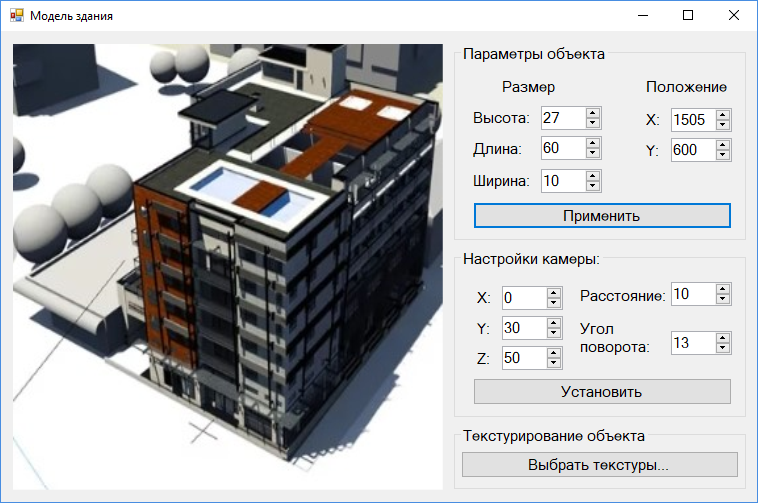 Модель здания
Параметры объекта
Размер Положение
Высота: 27 X: 1505
Длина: 60 Y: 600
Ширина: 10
Применить
Настройки камеры:
X: 0 Расстояние: 10
Y: 30 Угол
поворота: 13
Z: 50
Установить
Текстурирование объекта
Выбрать текстуры...